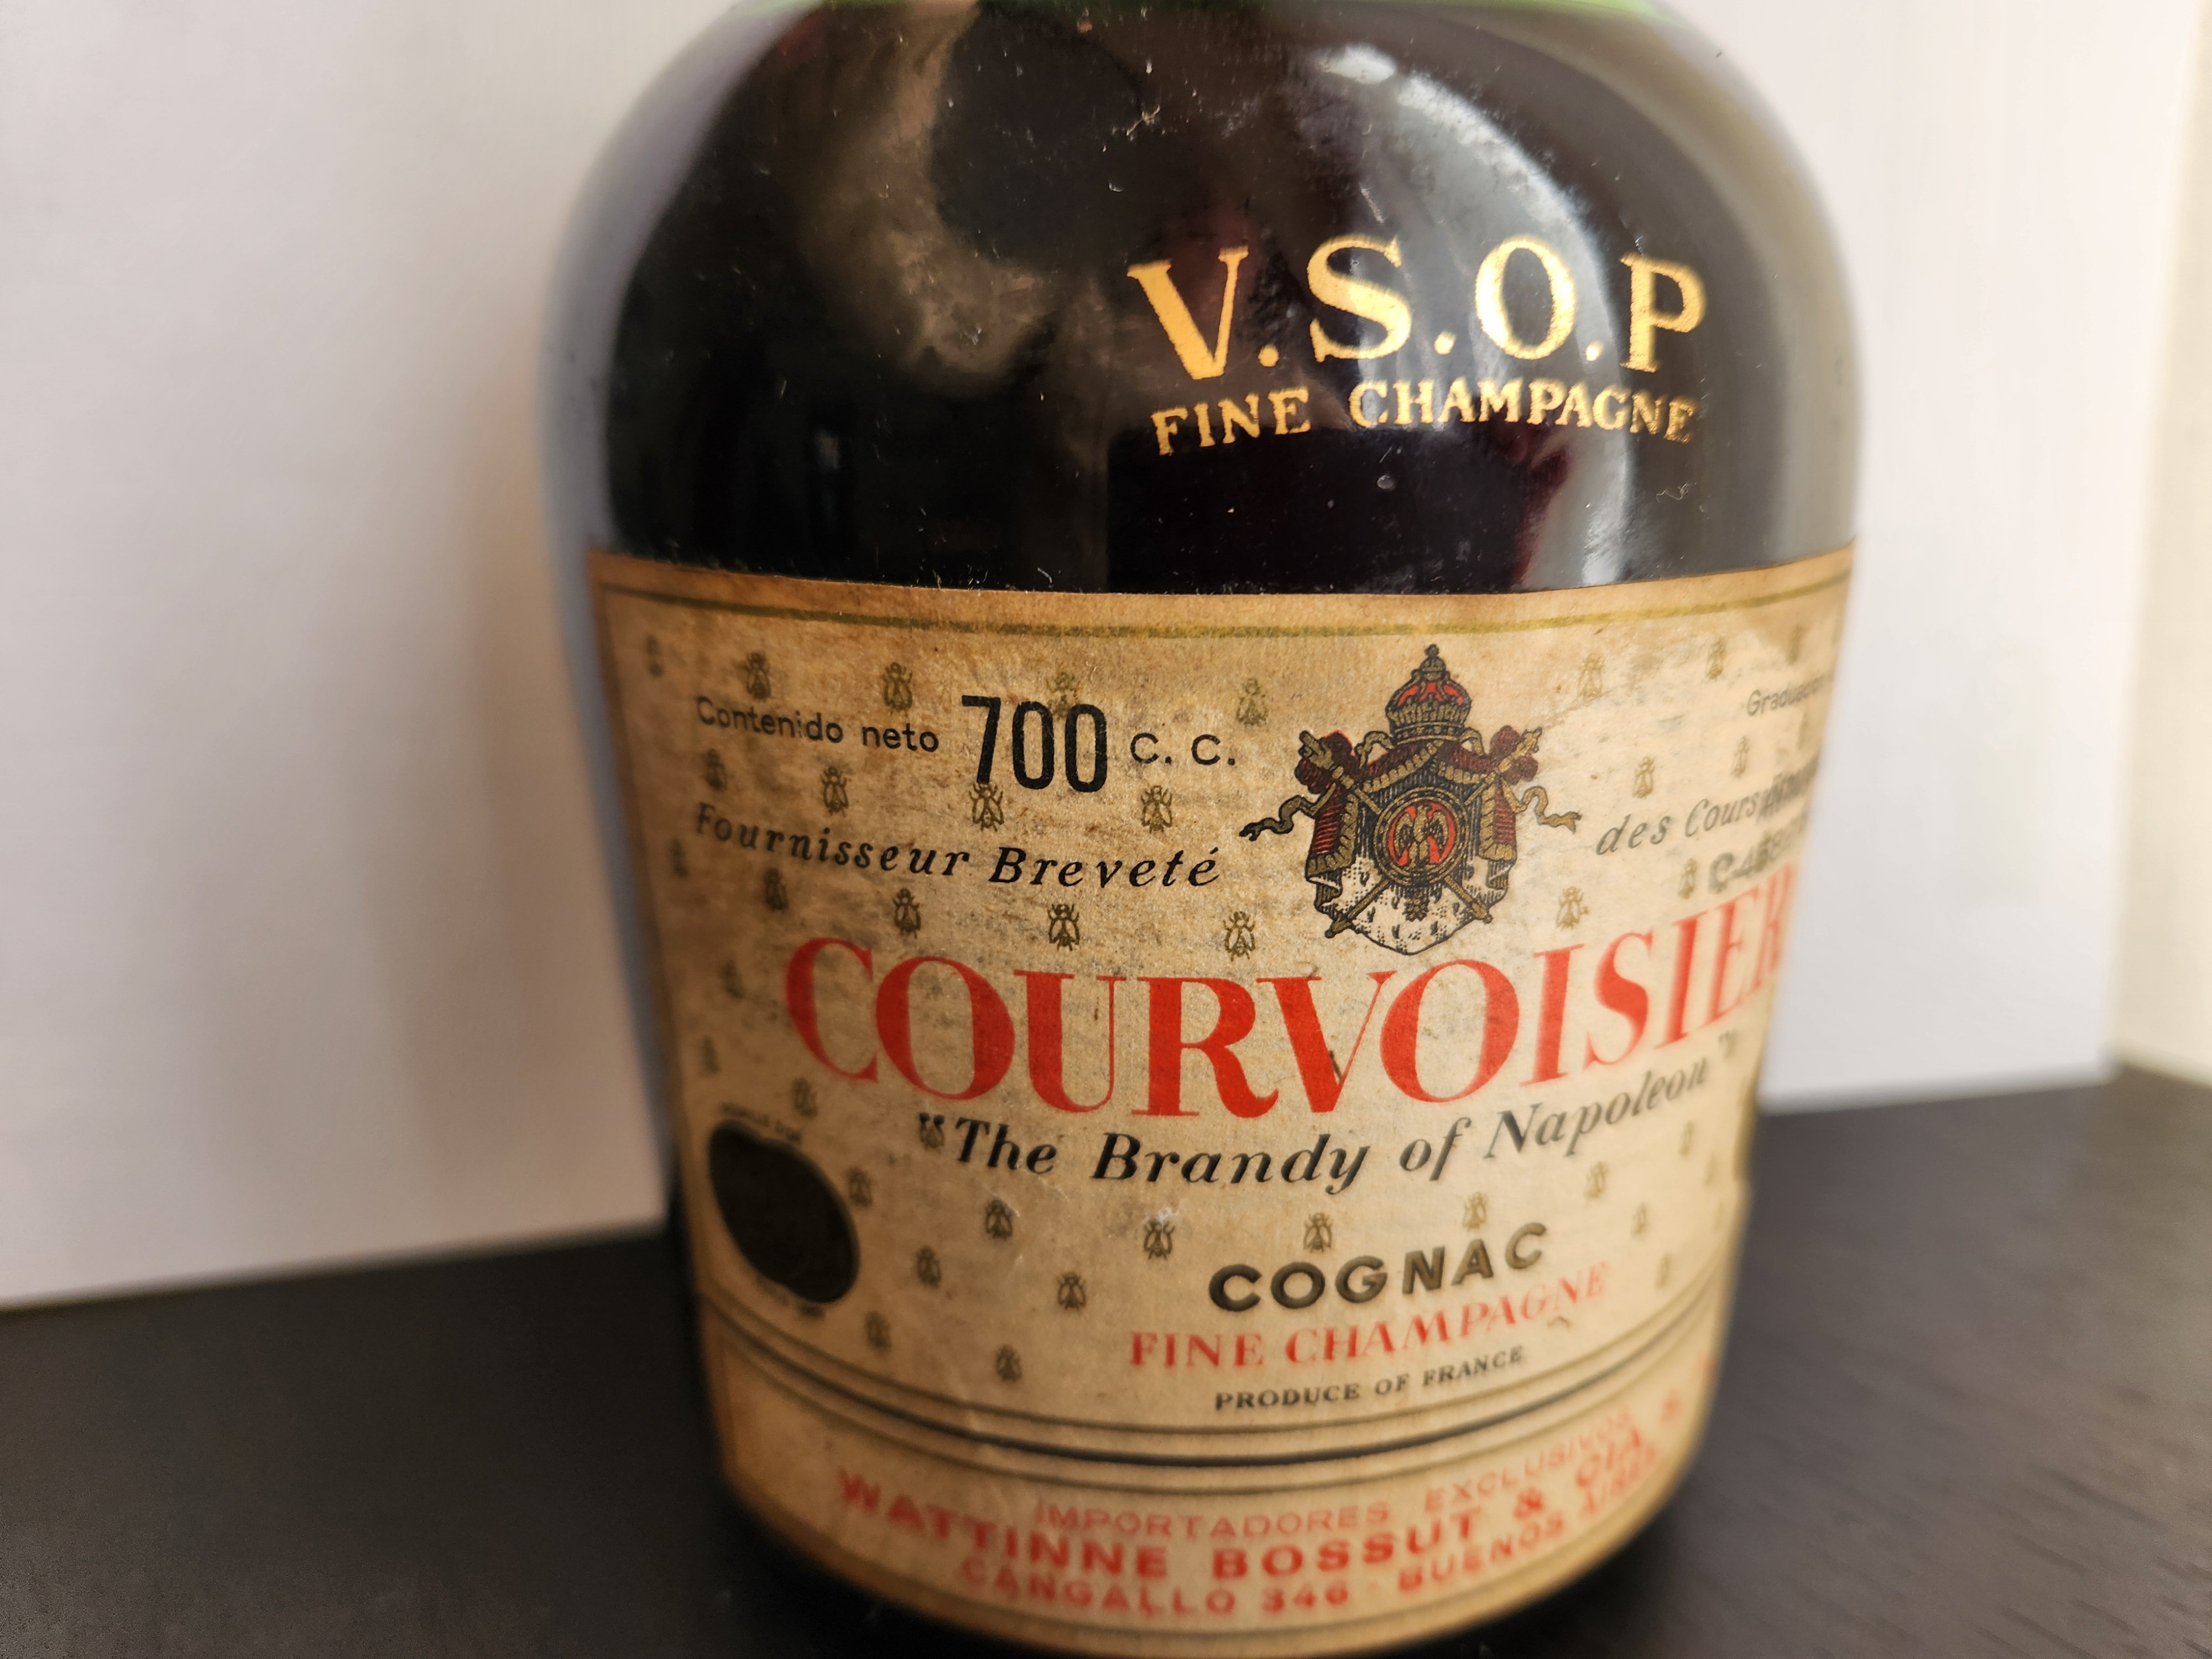 V.S.O.P
FINE CHAMPAGNE
Contenido neto 700 c. c.
Fournisseur Breveté
des Cours
COURVOISIER
"The Brandy of Napoleon"
COGNAC
FINE CHAMPAGNE
PRODUCE OF FRANCE
IMPORTADORES EXCLUSIVOS
WATTINNE BOSSUT & CIA
CANGALLO 346 - BUENOS AIRES